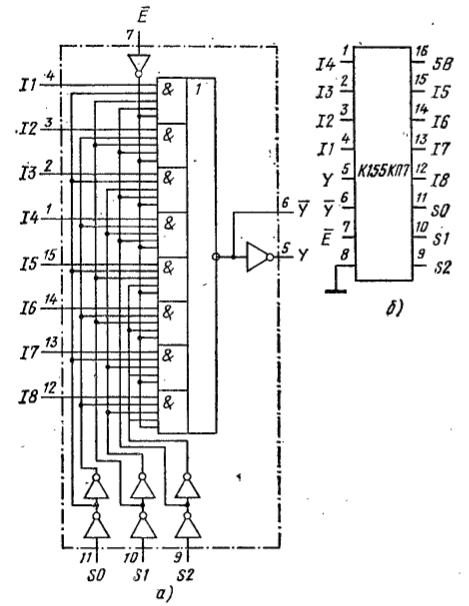 E̅
7
I1 4
& 1
I2 3
&
I3 2
&
I4 1
&
I5 15
&
I6 14
&
I7 13
&
I8 12
&
6 Y̅
5 Y
11 10 9
S0 S1 S2
а)
I4 1
I3 2
I2 3
I1 4
Y 5
Y̅ 6
E̅ 7
8
К155КП7
16 5В
15 I5
14 I6
13 I7
12 I8
11 S0
10 S1
9 S2
б)